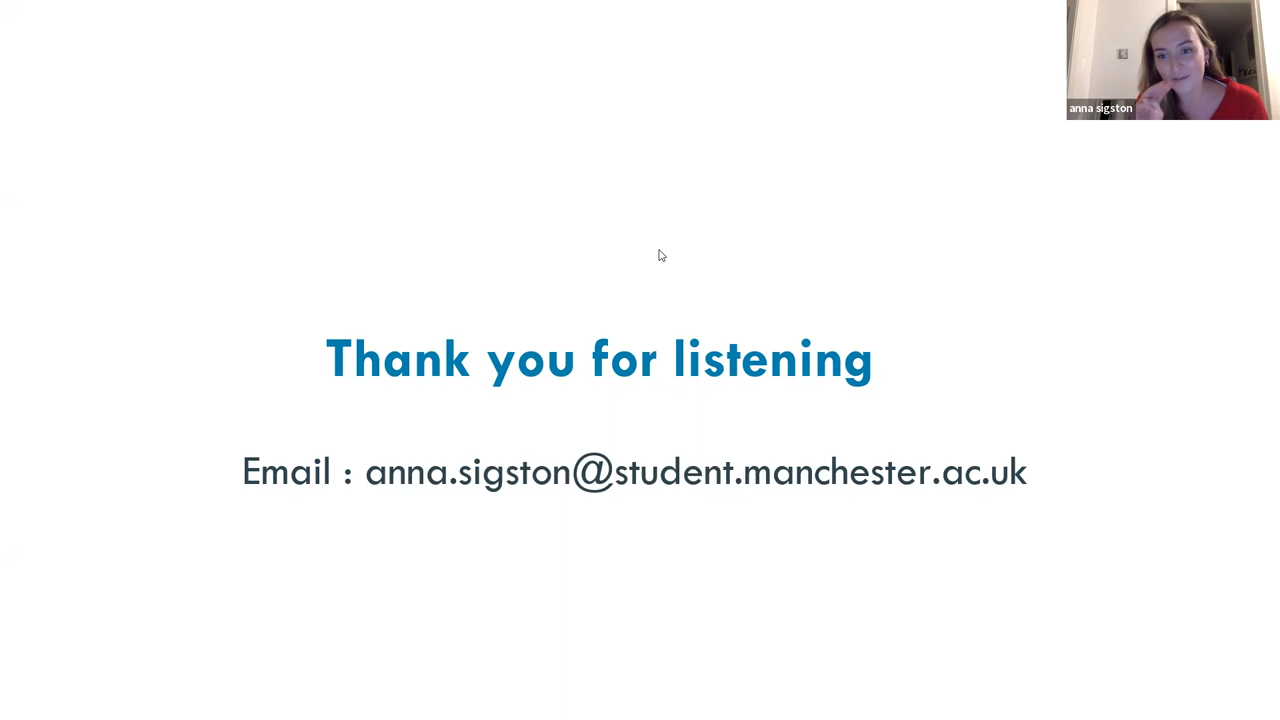 anna sigston
Thank you for listening
Email : anna.sigston@student.manchester.ac.uk